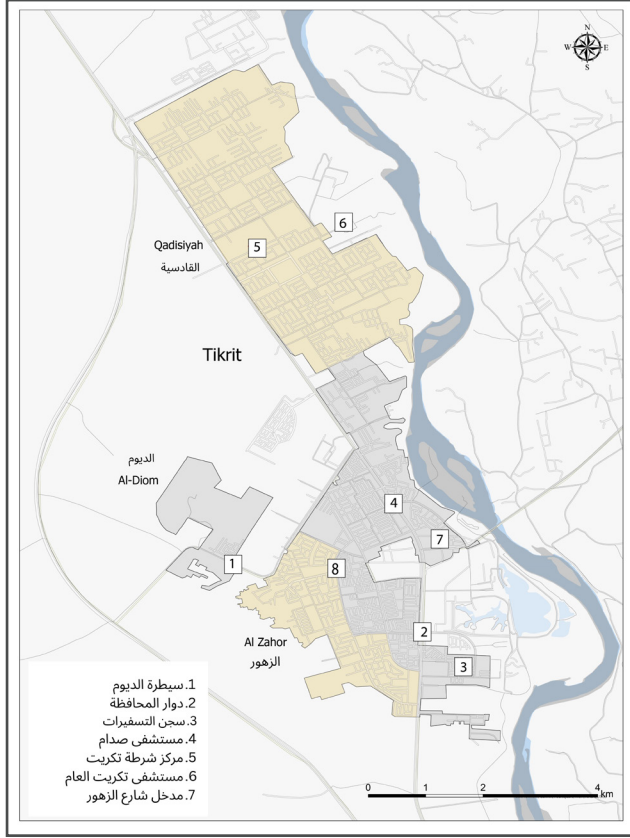 N
W E
S
6
Qadisiyah
5
القادسية
Tikrit
الديوم
Al-Diom
4
7
1
8
2
Al Zahor
الزهور
3
1.سيطرة الديوم
2.دوار المحافظة
3.سجن التسفيرات
4.مستشفى صدام
5.مركز شرطة تكريت
6.مستشفى تكريت العام
7.مدخل شارع الزهور
0 1 2 4
km